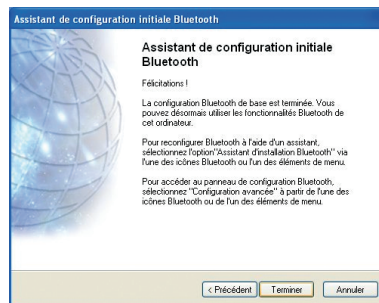 Assistant de configuration initiale Bluetooth
Assistant de configuration initiale
Bluetooth
Félicitations !
La configuration Bluetooth de base est terminée. Vous
pouvez désormais utiliser les fonctionnalités Bluetooth de
cet ordinateur.
Pour reconfigurer Bluetooth à l'aide d'un assistant,
sélectionnez l'option"Assistant d'installation Bluetooth" via
l'une des icônes Bluetooth ou l'un des éléments de menu.
Pour accéder au panneau de configuration Bluetooth,
sélectionnez "Configuration avancée" à partir de l'une des
icônes Bluetooth ou de l'un des éléments de menu.
< Précédent Terminer Annuler